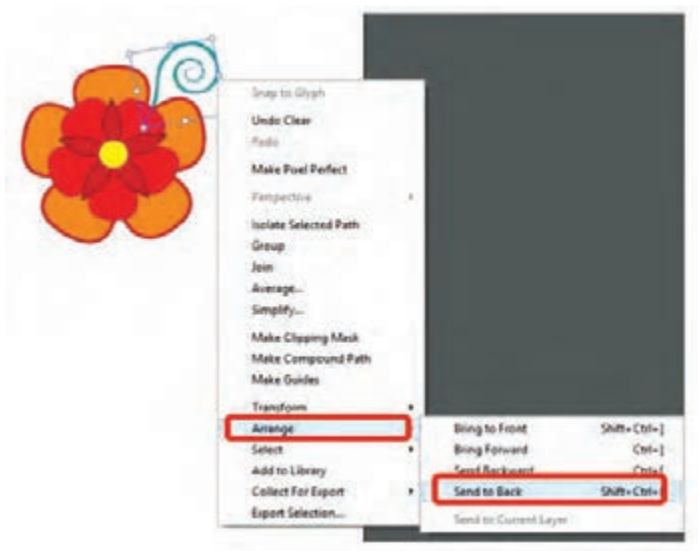 Snap to Glyph
Undo Clear
Redo
Make Pixel Perfect
Perspective
Isolate Selected Path
Group
Join
Average...
Simplify...
Make Clipping Mask
Make Compound Path
Make Guides
Transform
Arrange
Select
Add to Library
Collect For Export
Export Selection...
Bring to Front Shift+Ctrl+]
Bring Forward Ctrl+]
Send Backward Ctrl+[
Send to Back Shift+Ctrl+
Send to Current Layer